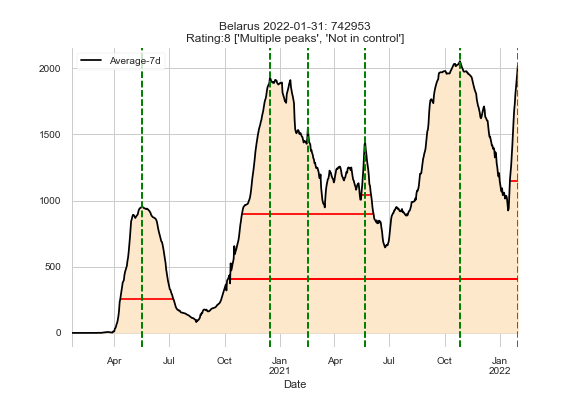 Belarus 2022-01-31: 742953
Rating:8 ['Multiple peaks', 'Not in control']
Average-7d
2000
1500
1000
500
0
Apr Jul Oct Jan Apr Jul Oct Jan
2021 2022
Date